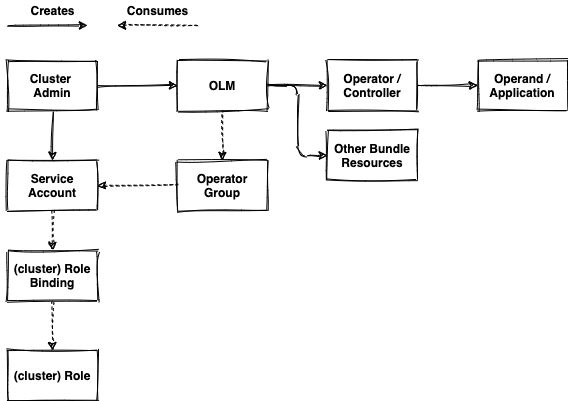 Creates
Consumes
Cluster
Admin
OLM
Operator /
Controller
Operand /
Application
Other Bundle
Resources
Service
Account
Operator
Group
(cluster) Role
Binding
(cluster) Role